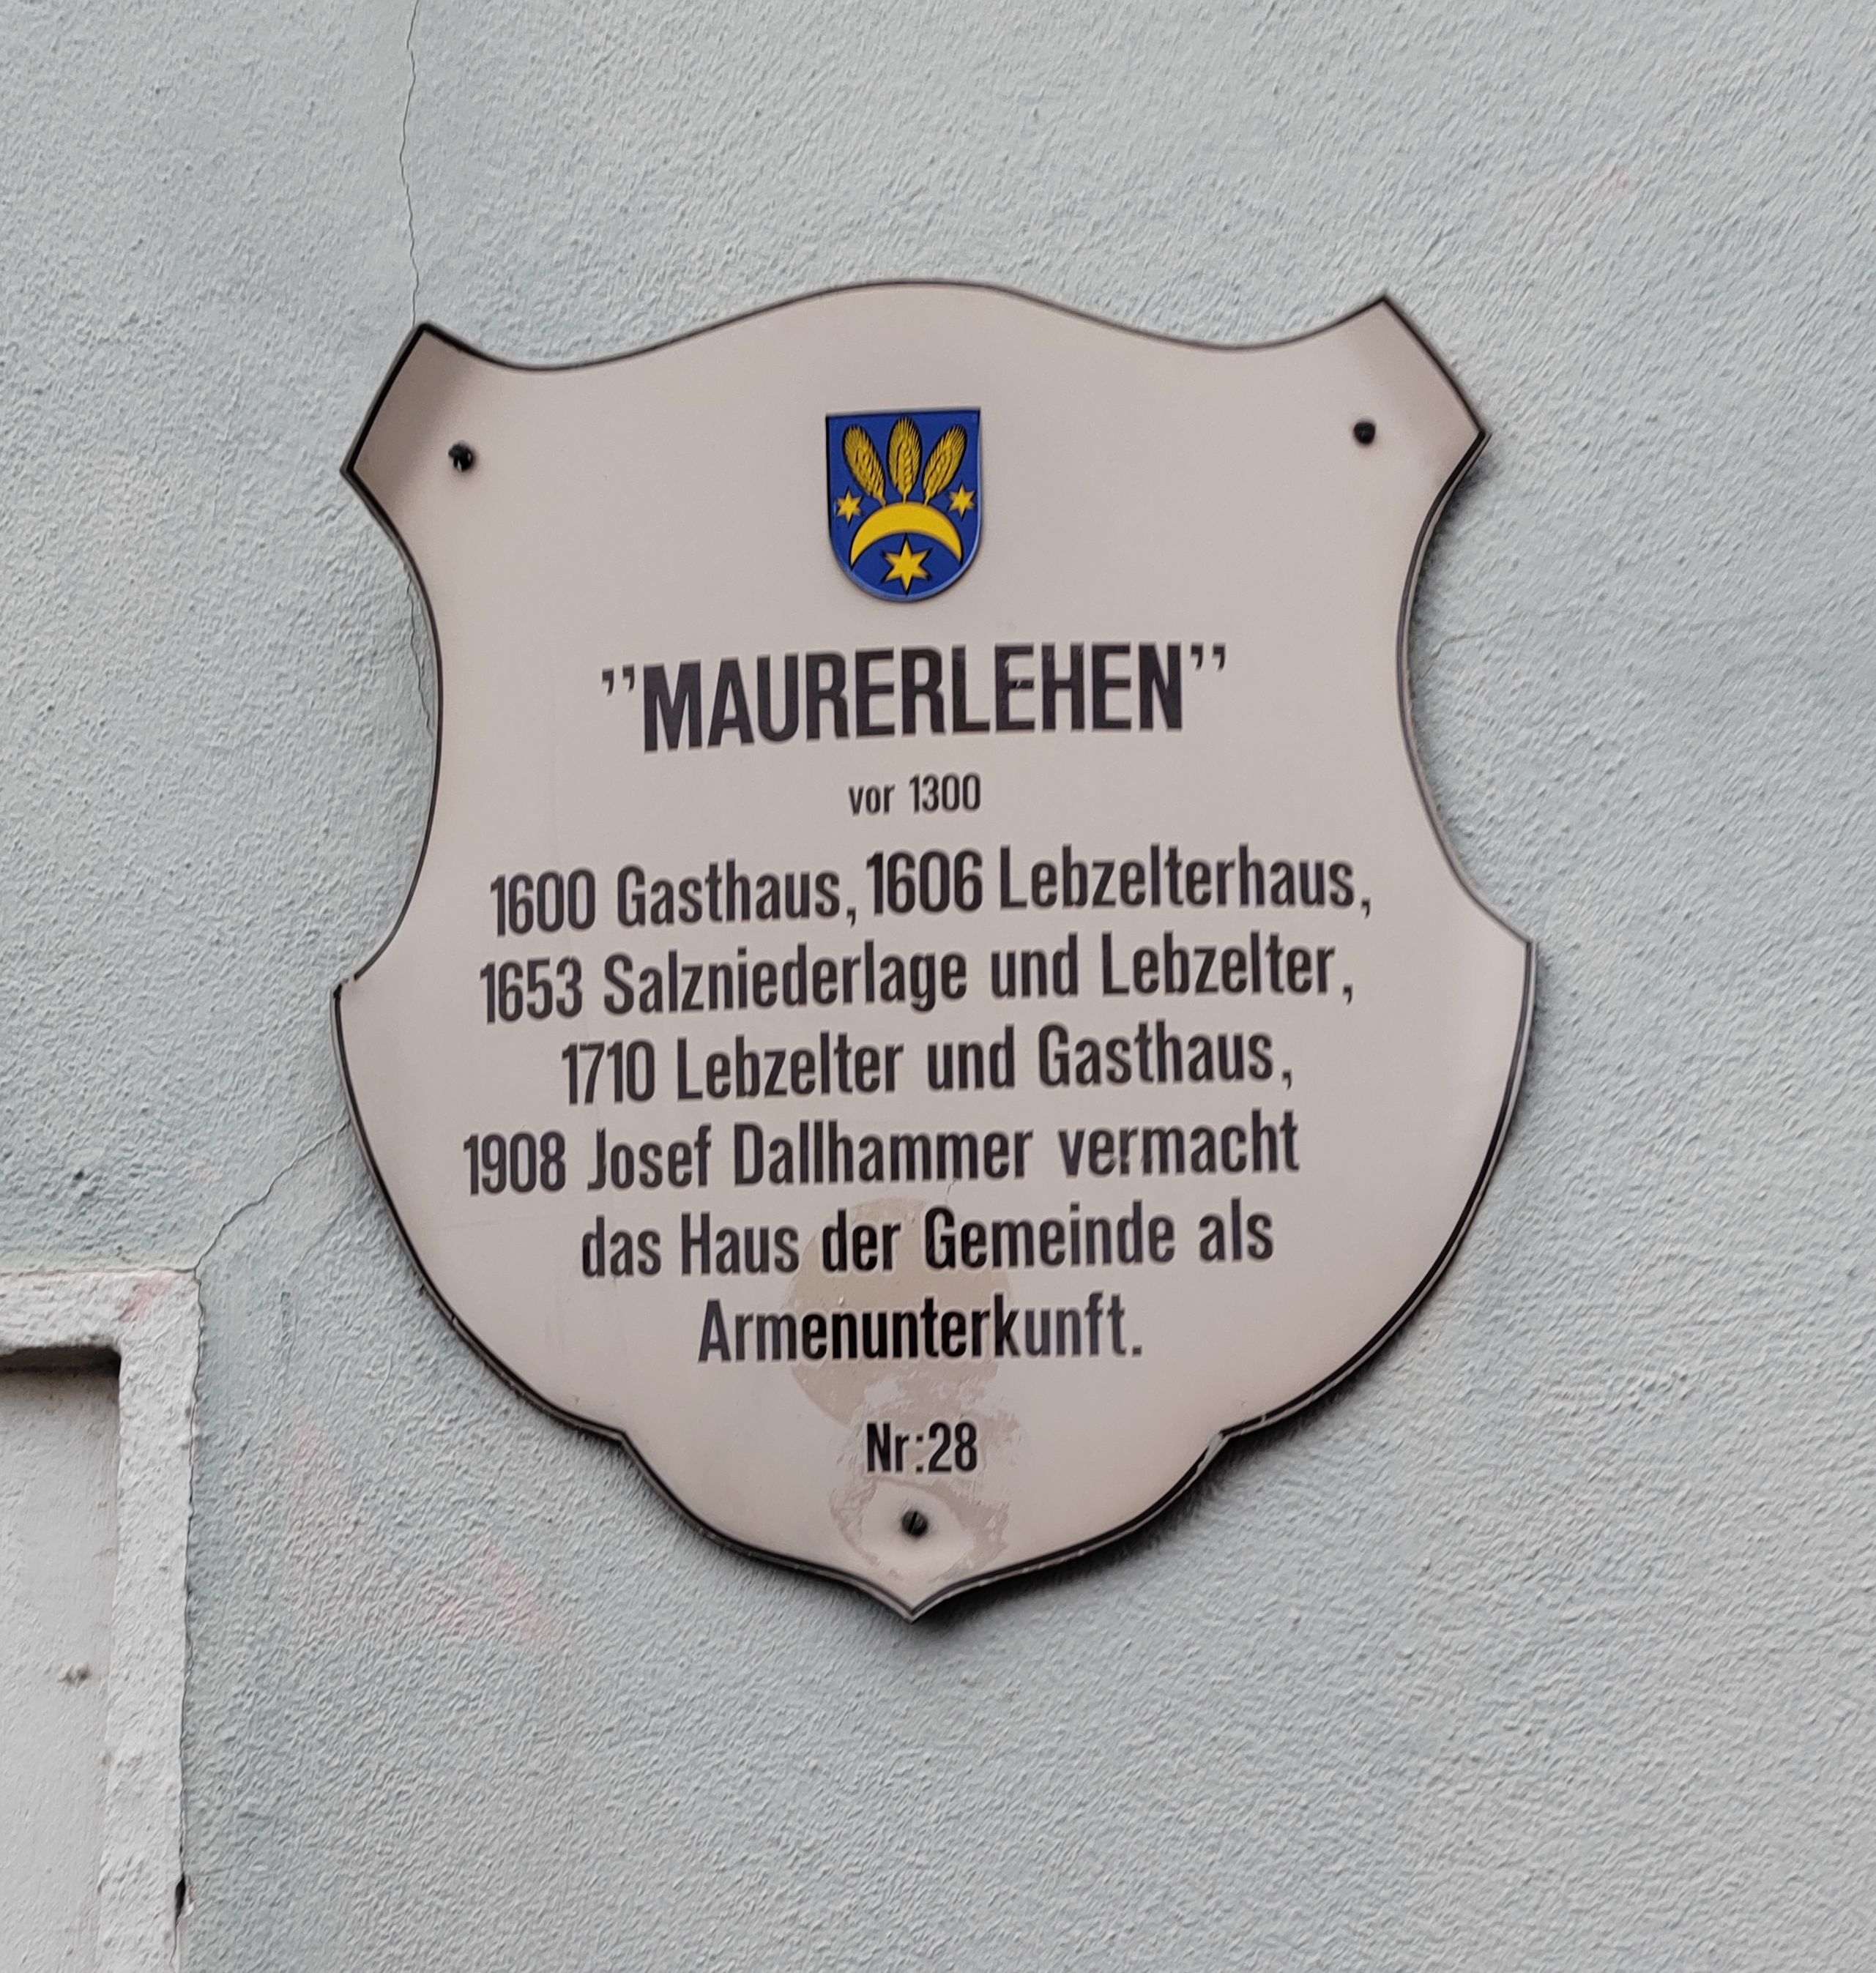 "MAURERLEHEN"
vor 1300
1600 Gasthaus, 1606 Lebzelterhaus,
1653 Salzniederlage und Lebzelter,
1710 Lebzelter und Gasthaus,
1908 Josef Dallhammer vermacht
das Haus der Gemeinde als
Armenunterkunft.
Nr:28